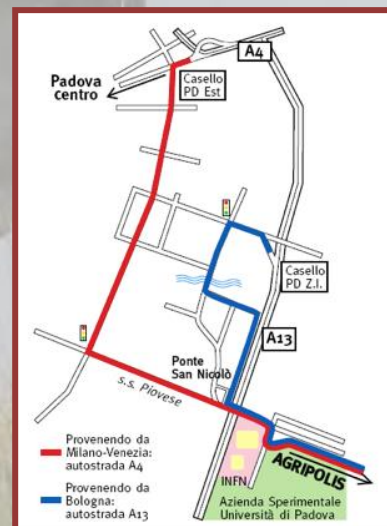 A4
Padova
centro
Casello
PD Est
Casello
PD Z.I.
A13
Ponte
San Nicolò
s.s. Piovese
Provenendo da
Milano-Venezia:
autostrada A4
AGRIPOLIS
INFN
Provenendo da
Bologna:
autostrada A13
Azienda Sperimentale
Università di Padova